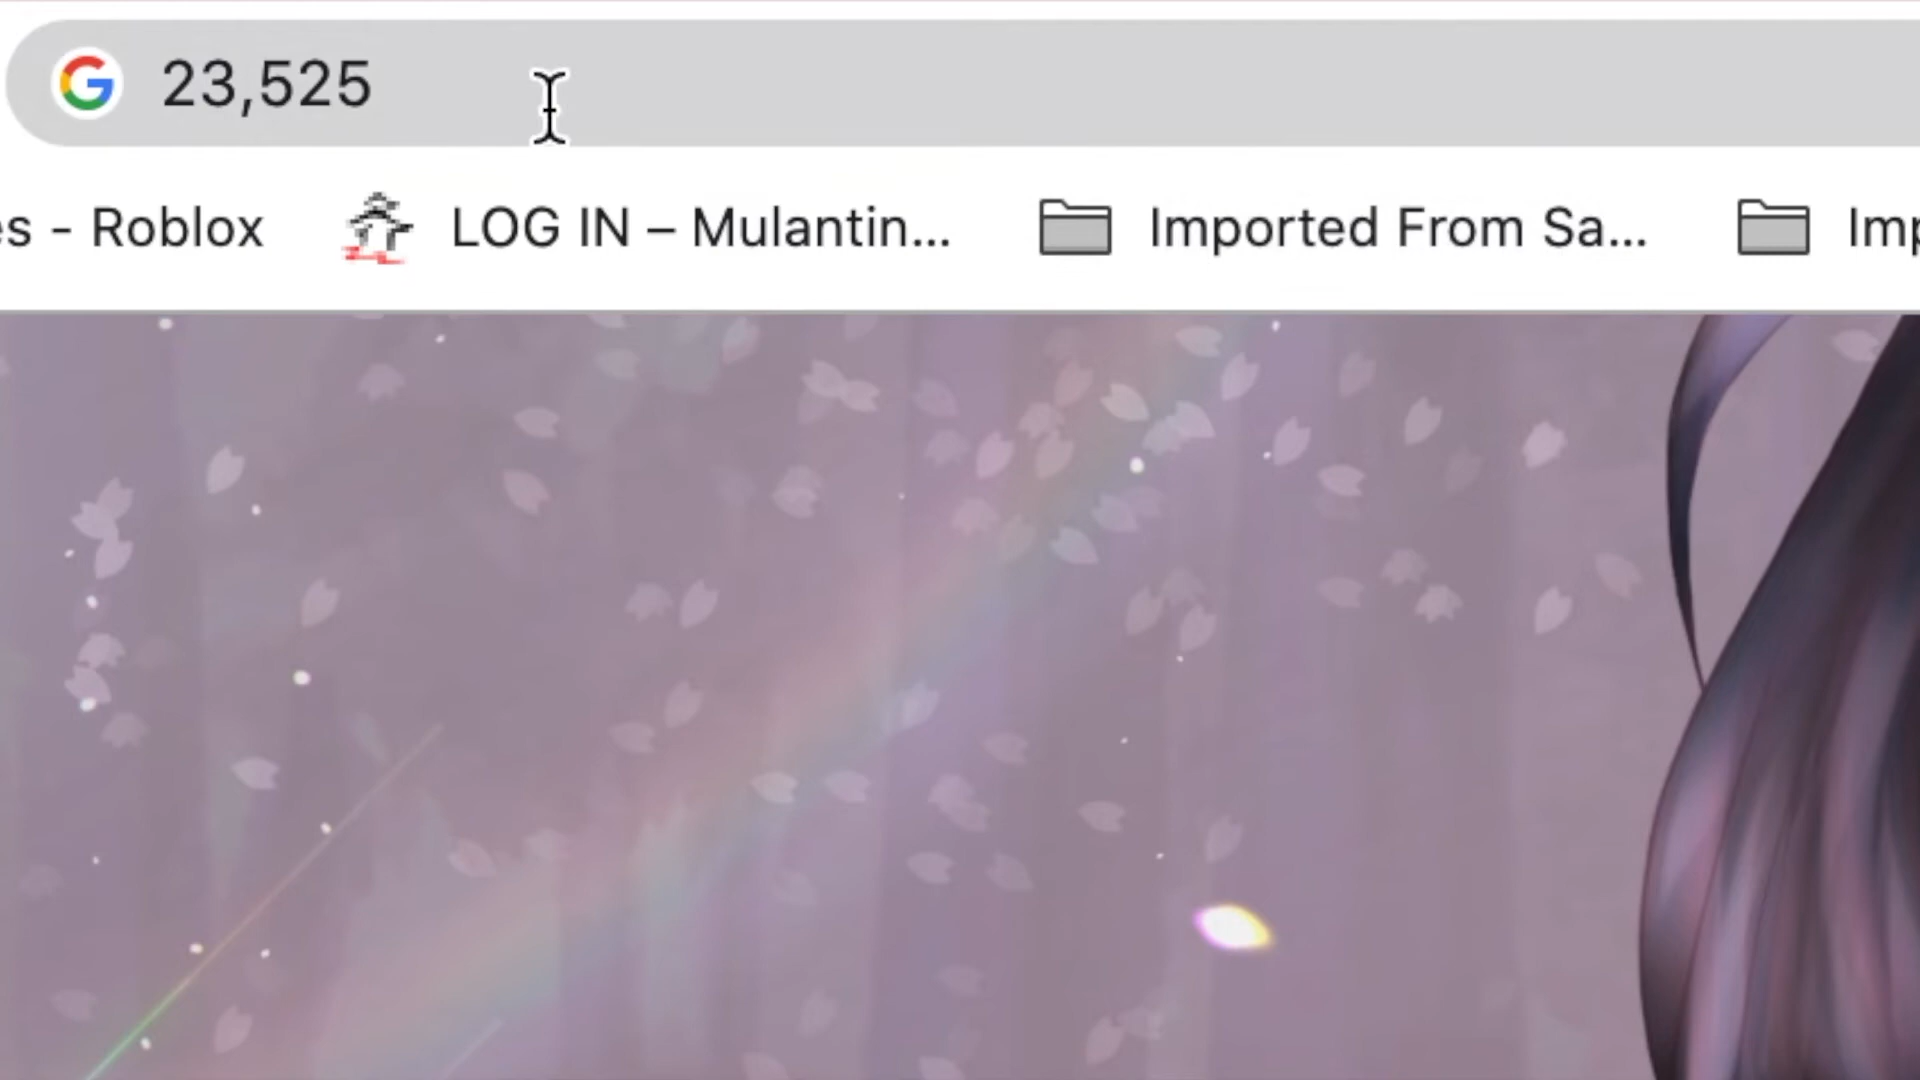 23,525
es - Roblox LOG IN – Mulantin... Imported From Sa... Imp